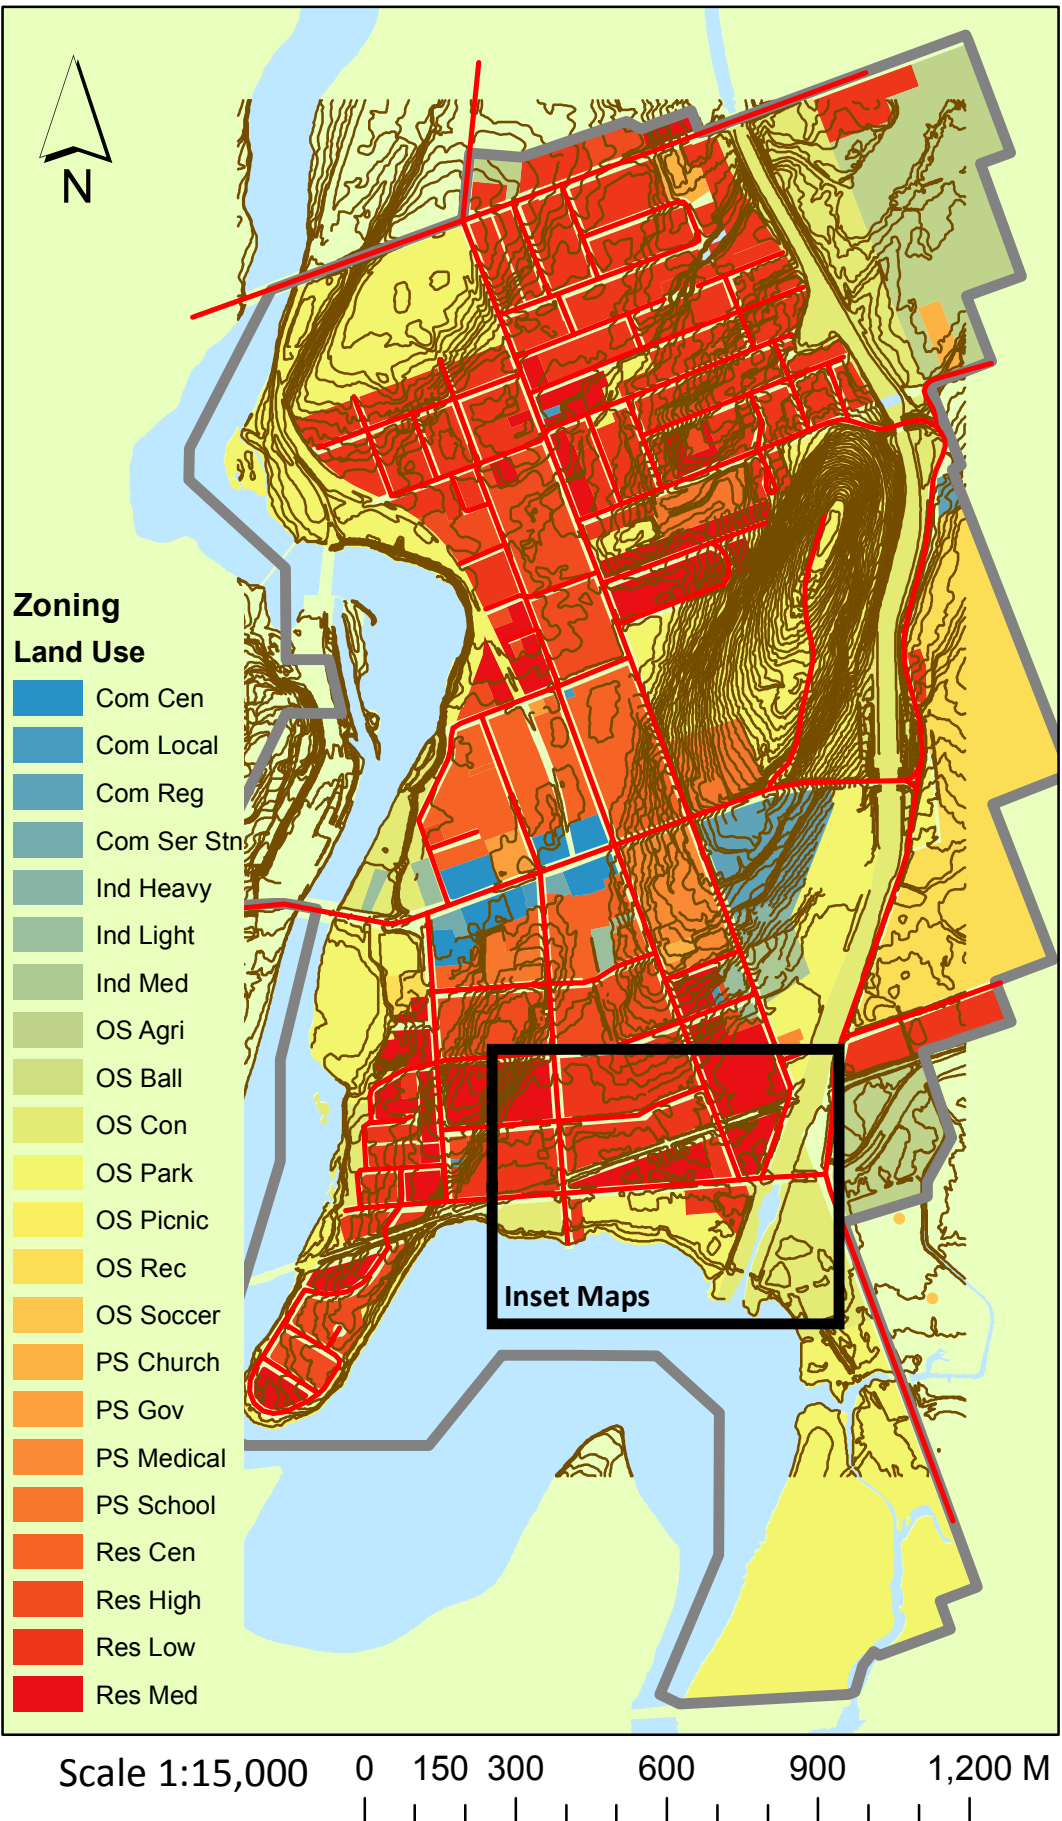 N
Zoning
Land Use
Com Cen
Com Local
Com Reg
Com Ser Stn
Ind Heavy
Ind Light
Ind Med
OS Agri
OS Ball
OS Con
OS Park
OS Picnic
OS Rec
OS Soccer
PS Church
PS Gov
PS Medical
PS School
Res Cen
Res High
Res Low
Res Med
Inset Maps
Scale 1:15,000 0 150 300 600 900 1,200 M